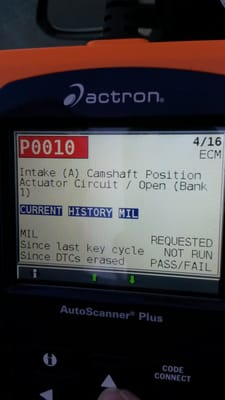 actron®
P0010
4/16
ECM
Intake (A) Camshaft Position
Actuator Circuit / Open (Bank
1)
CURRENT HISTORY MIL
MIL REQUESTED
Since last key cycle NOT RUN
Since DTCs erased PASS/FAIL
AutoScanner® Plus
CODE
CONNECT